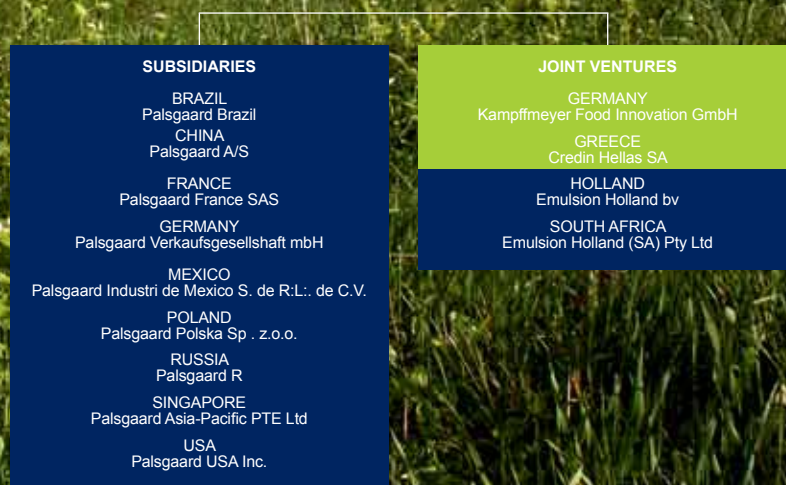 SUBSIDIARIES
BRAZIL
Palsgaard Brazil
CHINA
Palsgaard A/S
FRANCE
Palsgaard France SAS
GERMANY
Palsgaard Verkaufsgesellshaft mbH
MEXICO
Palsgaard Industri de Mexico S. de R:L:. de C.V.
POLAND
Palsgaard Polska Sp . z.o.o.
RUSSIA
Palsgaard R
SINGAPORE
Palsgaard Asia-Pacific PTE Ltd
USA
Palsgaard USA Inc.
JOINT VENTURES
GERMANY
Kampffmeyer Food Innovation GmbH
GREECE
Credin Hellas SA
HOLLAND
Emulsion Holland bv
SOUTH AFRICA
Emulsion Holland (SA) Pty Ltd